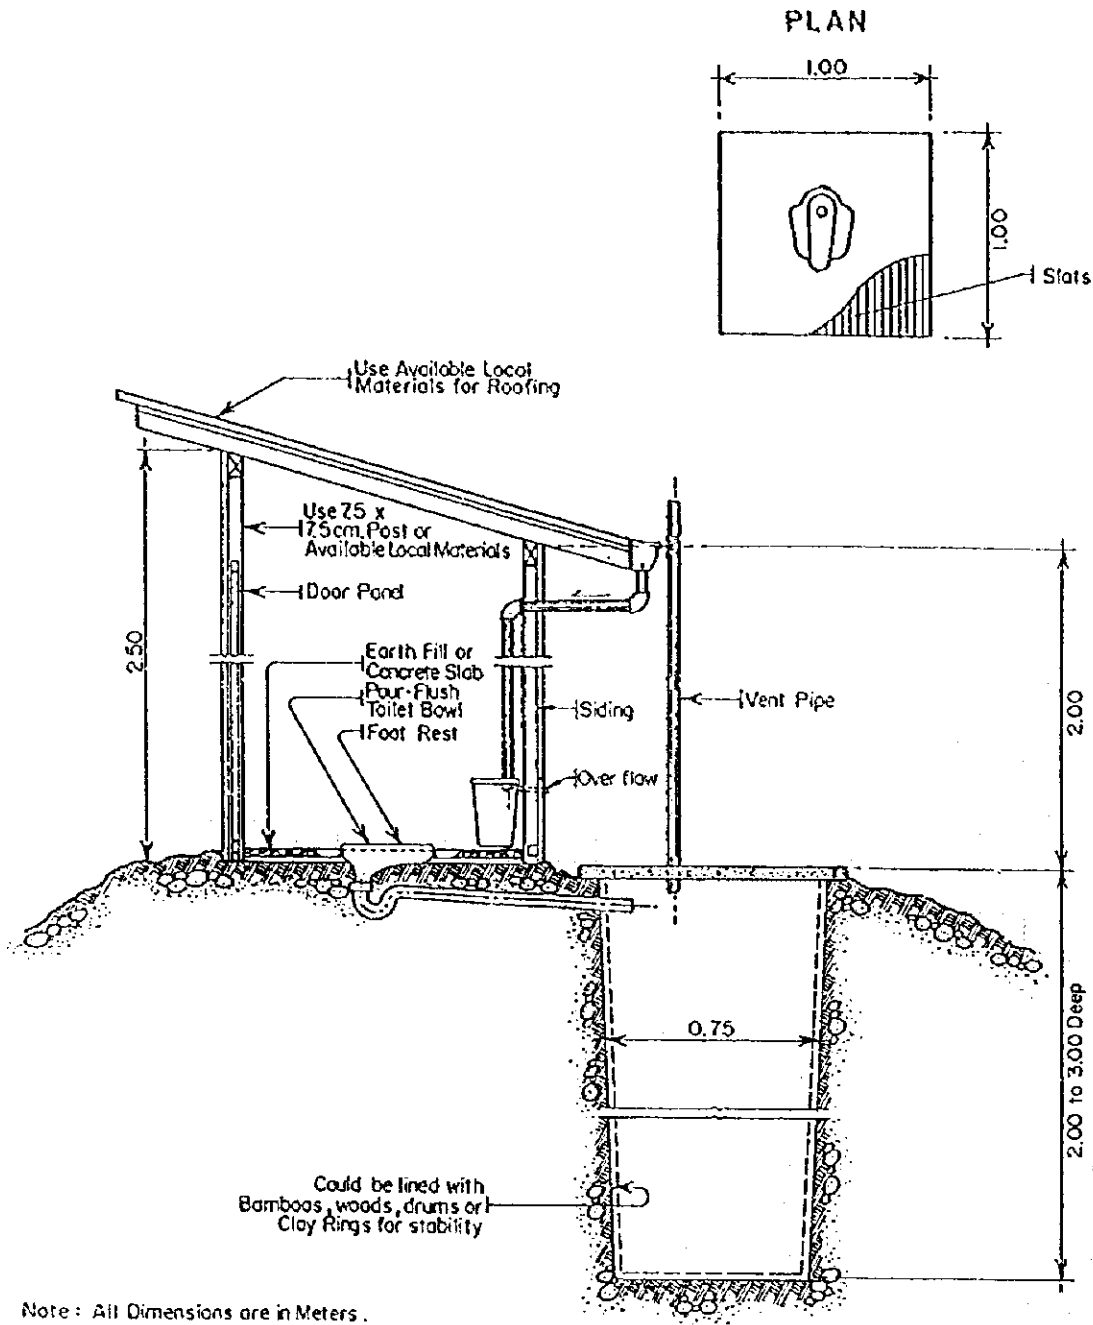 PLAN
1.00
1.00
Slats
Use Available Local
Materials for Roofing
Use 7.5 x
7.5cm. Post or
Available Local Materials
Door Panel
2.50
Earth Fill or
Concrete Slab
Pour-Flush
Toilet Bowl
Foot Rest
Siding
Vent Pipe
2.00
Over flow
0.75
2.00 to 3.00 Deep
Could be lined with
Bamboos, woods, drums or
Clay Rings for stability
Note : All Dimensions are in Meters .